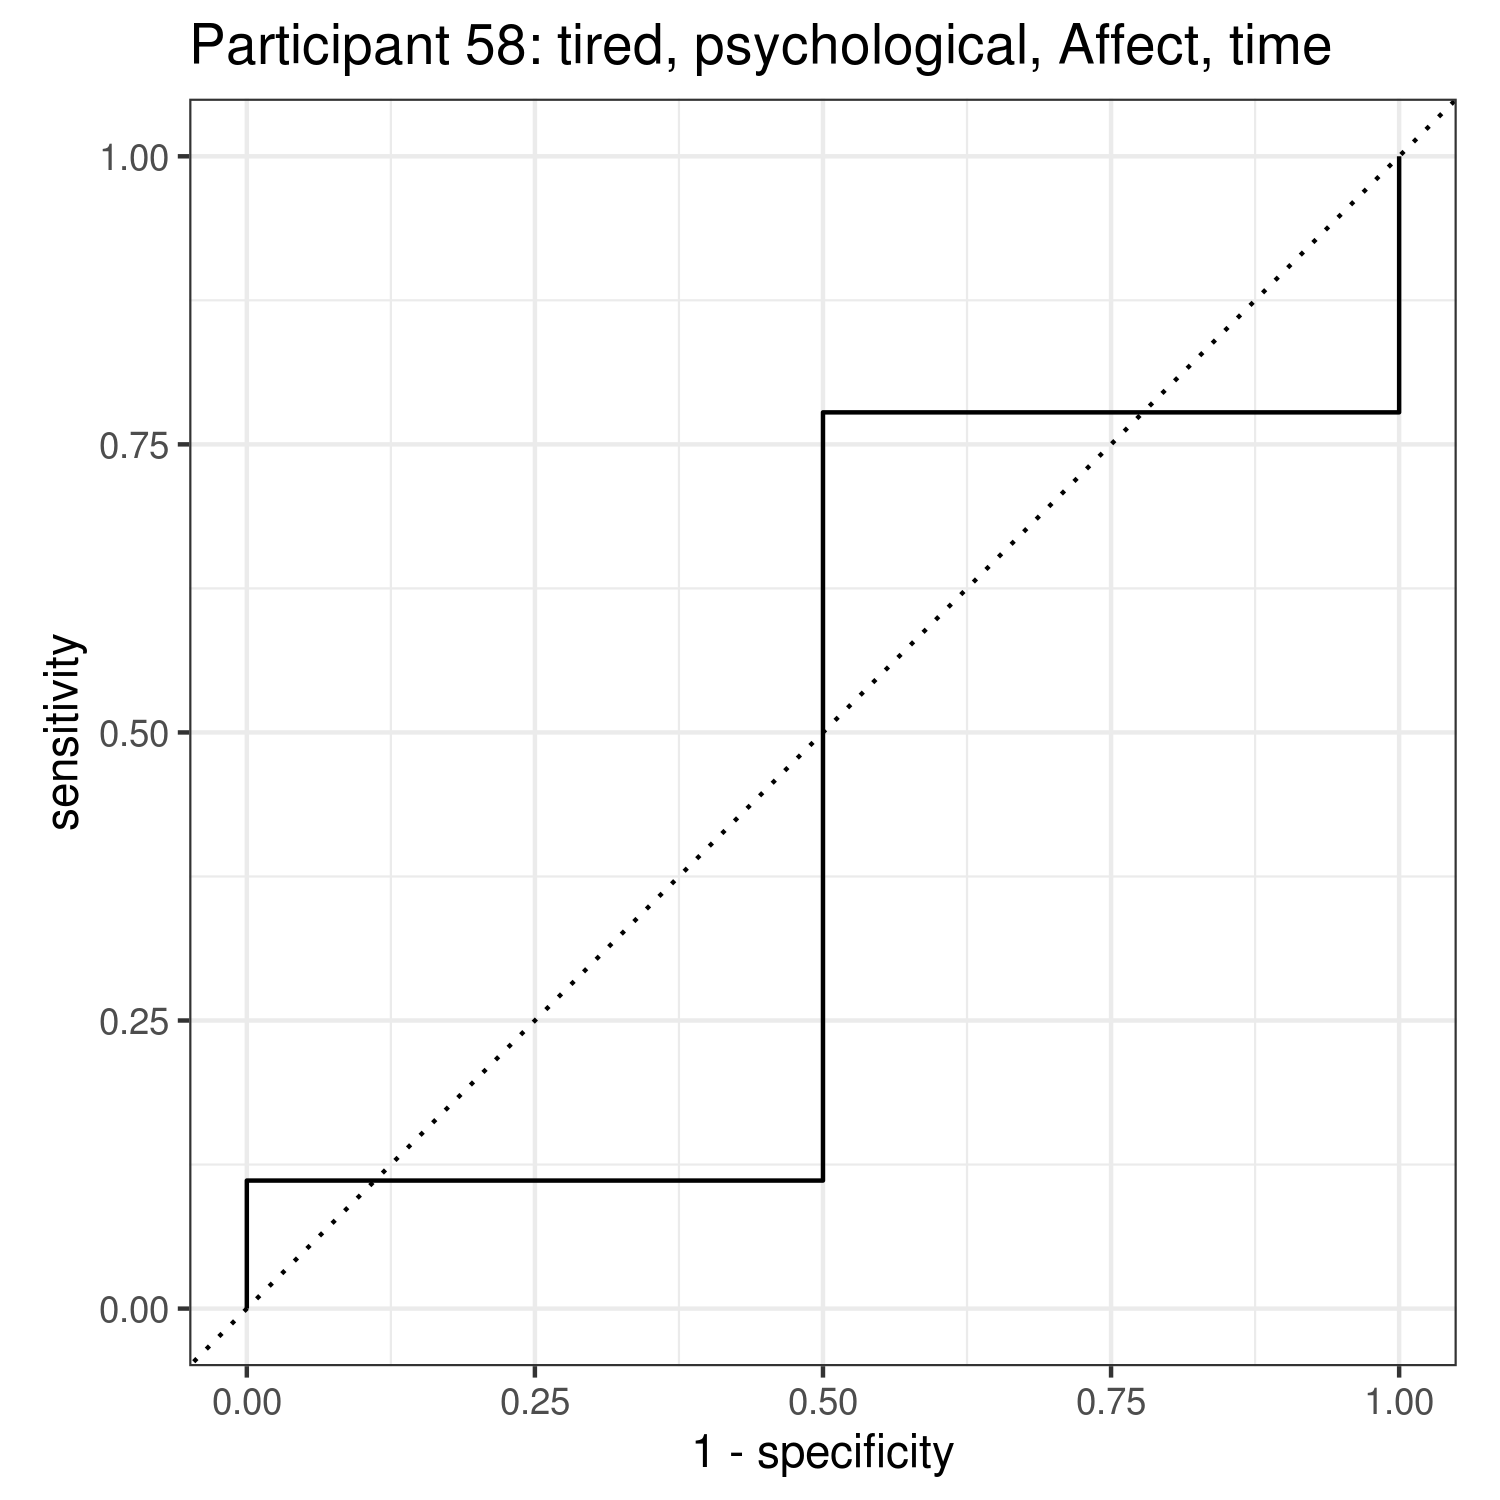 Participant 58: tired, psychological, Affect, time
1.00
0.75
0.50
0.25
0.00
sensitivity
0.00 0.25 0.50 0.75 1.00
1 - specificity